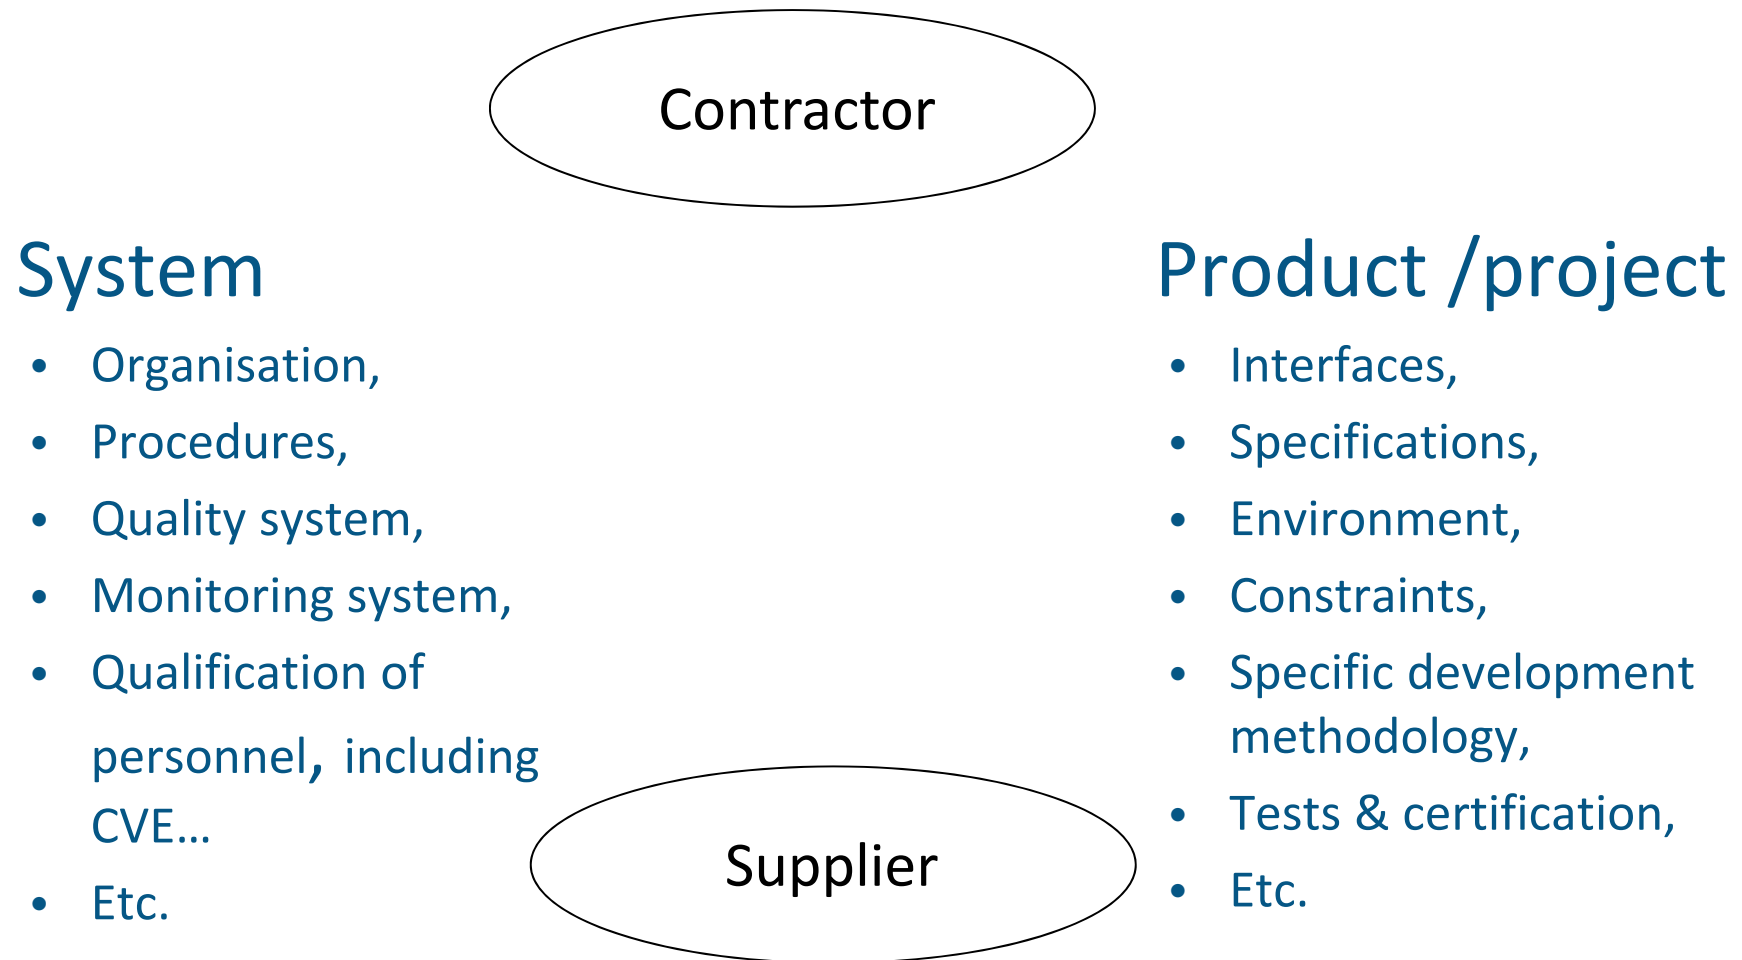 Contractor
System
• Organisation,
• Procedures,
• Quality system,
• Monitoring system,
• Qualification of
personnel, including
CVE...
• Etc.
Product /project
• Interfaces,
• Specifications,
• Environment,
• Constraints,
• Specific development
methodology,
• Tests & certification,
• Etc.
Supplier